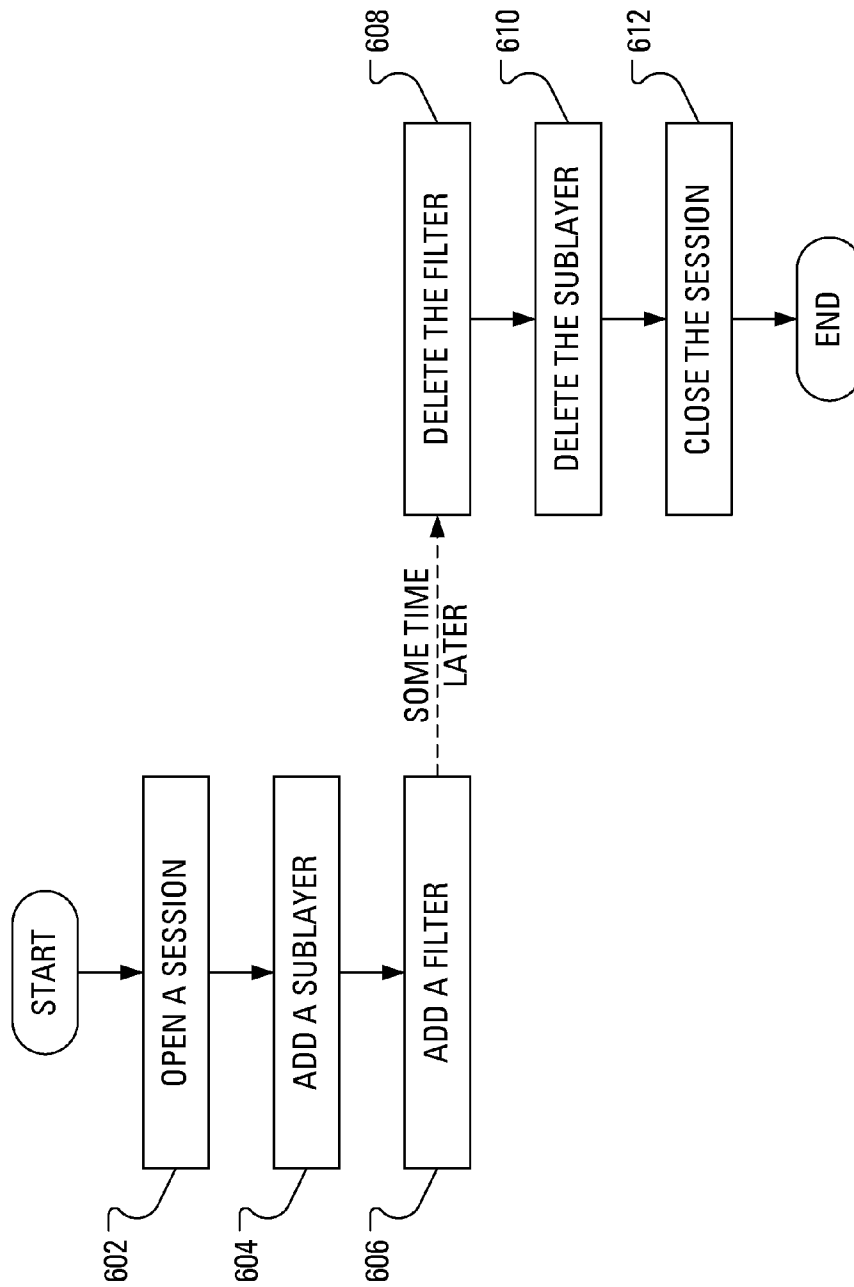 START
602
OPEN A SESSION
604
ADD A SUBLAYER
606
ADD A FILTER
SOME TIME
LATER
608
DELETE THE FILTER
610
DELETE THE SUBLAYER
612
CLOSE THE SESSION
END